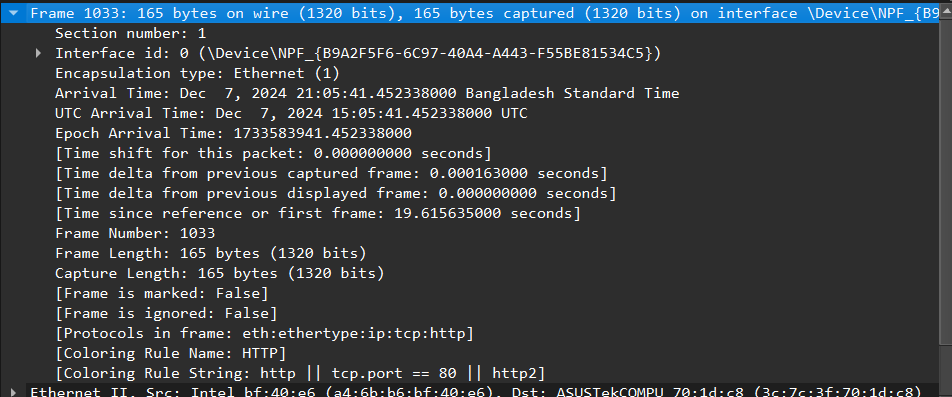 Frame 1033: 165 bytes on wire (1320 bits), 165 bytes captured (1320 bits) on interface \Device\NPF_{B9
Section number: 1
Interface id: 0 (\Device\NPF_{B9A2F5F6-6C97-40A4-A443-F55BE81534C5})
Encapsulation type: Ethernet (1)
Arrival Time: Dec  7, 2024 21:05:41.452338000 Bangladesh Standard Time
UTC Arrival Time: Dec  7, 2024 15:05:41.452338000 UTC
Epoch Arrival Time: 1733583941.452338000
[Time shift for this packet: 0.000000000 seconds]
[Time delta from previous captured frame: 0.000163000 seconds]
[Time delta from previous displayed frame: 0.000000000 seconds]
[Time since reference or first frame: 19.615635000 seconds]
Frame Number: 1033
Frame Length: 165 bytes (1320 bits)
Capture Length: 165 bytes (1320 bits)
[Frame is marked: False]
[Frame is ignored: False]
[Protocols in frame: eth:ethertype:ip:tcp:http]
[Coloring Rule Name: HTTP]
[Coloring Rule String: http || tcp.port == 80 || http2]
Ethernet II, Src: Intel_bf:40:e6 (a4:6b:b6:bf:40:e6), Dst: ASUSTekCOMPU_70:1d:c8 (3c:7c:3f:70:1d:c8)